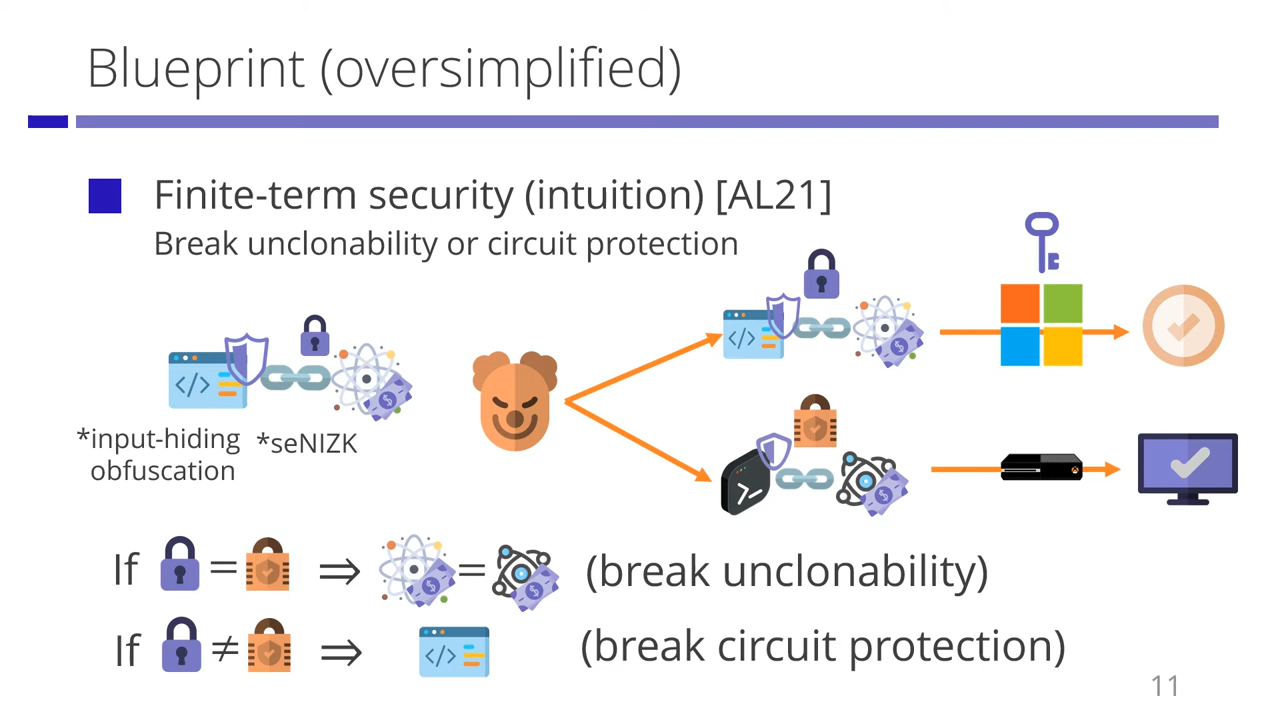 Blueprint (oversimplified)
Finite-term security (intuition) [AL21]
Break unclonability or circuit protection
*input-hiding obfuscation
*seNIZK
If = ⇒ = (break unclonability)
If ≠ ⇒ (break circuit protection)
11